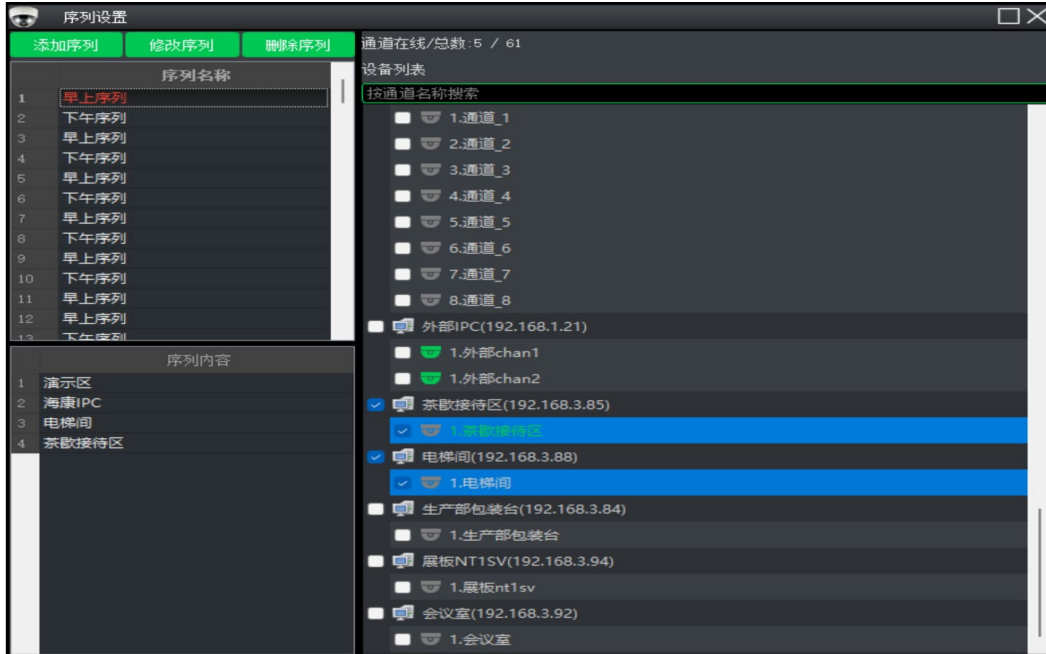 序列设置
添加序列 修改序列 删除序列
序列名称
1 早上序列
2 下午序列
3 早上序列
4 下午序列
5 早上序列
6 下午序列
7 早上序列
8 下午序列
9 早上序列
10 下午序列
11 早上序列
12 早上序列
13 下午序列
序列内容
1 演示区
2 海康IPC
3 电梯间
4 茶歇接待区
通道在线/总数:5 / 61
设备列表
按通道名称搜索
1.通道_1
2.通道_2
3.通道_3
4.通道_4
5.通道_5
6.通道_6
7.通道_7
8.通道_8
外部IPC(192.168.1.21)
1.外部chan1
1.外部chan2
茶歇接待区(192.168.3.85)
1.茶歇接待区
电梯间(192.168.3.88)
1.电梯间
生产部包装台(192.168.3.84)
1.生产部包装台
展板NT1SV(192.168.3.94)
1.展板nt1sv
会议室(192.168.3.92)
1.会议室